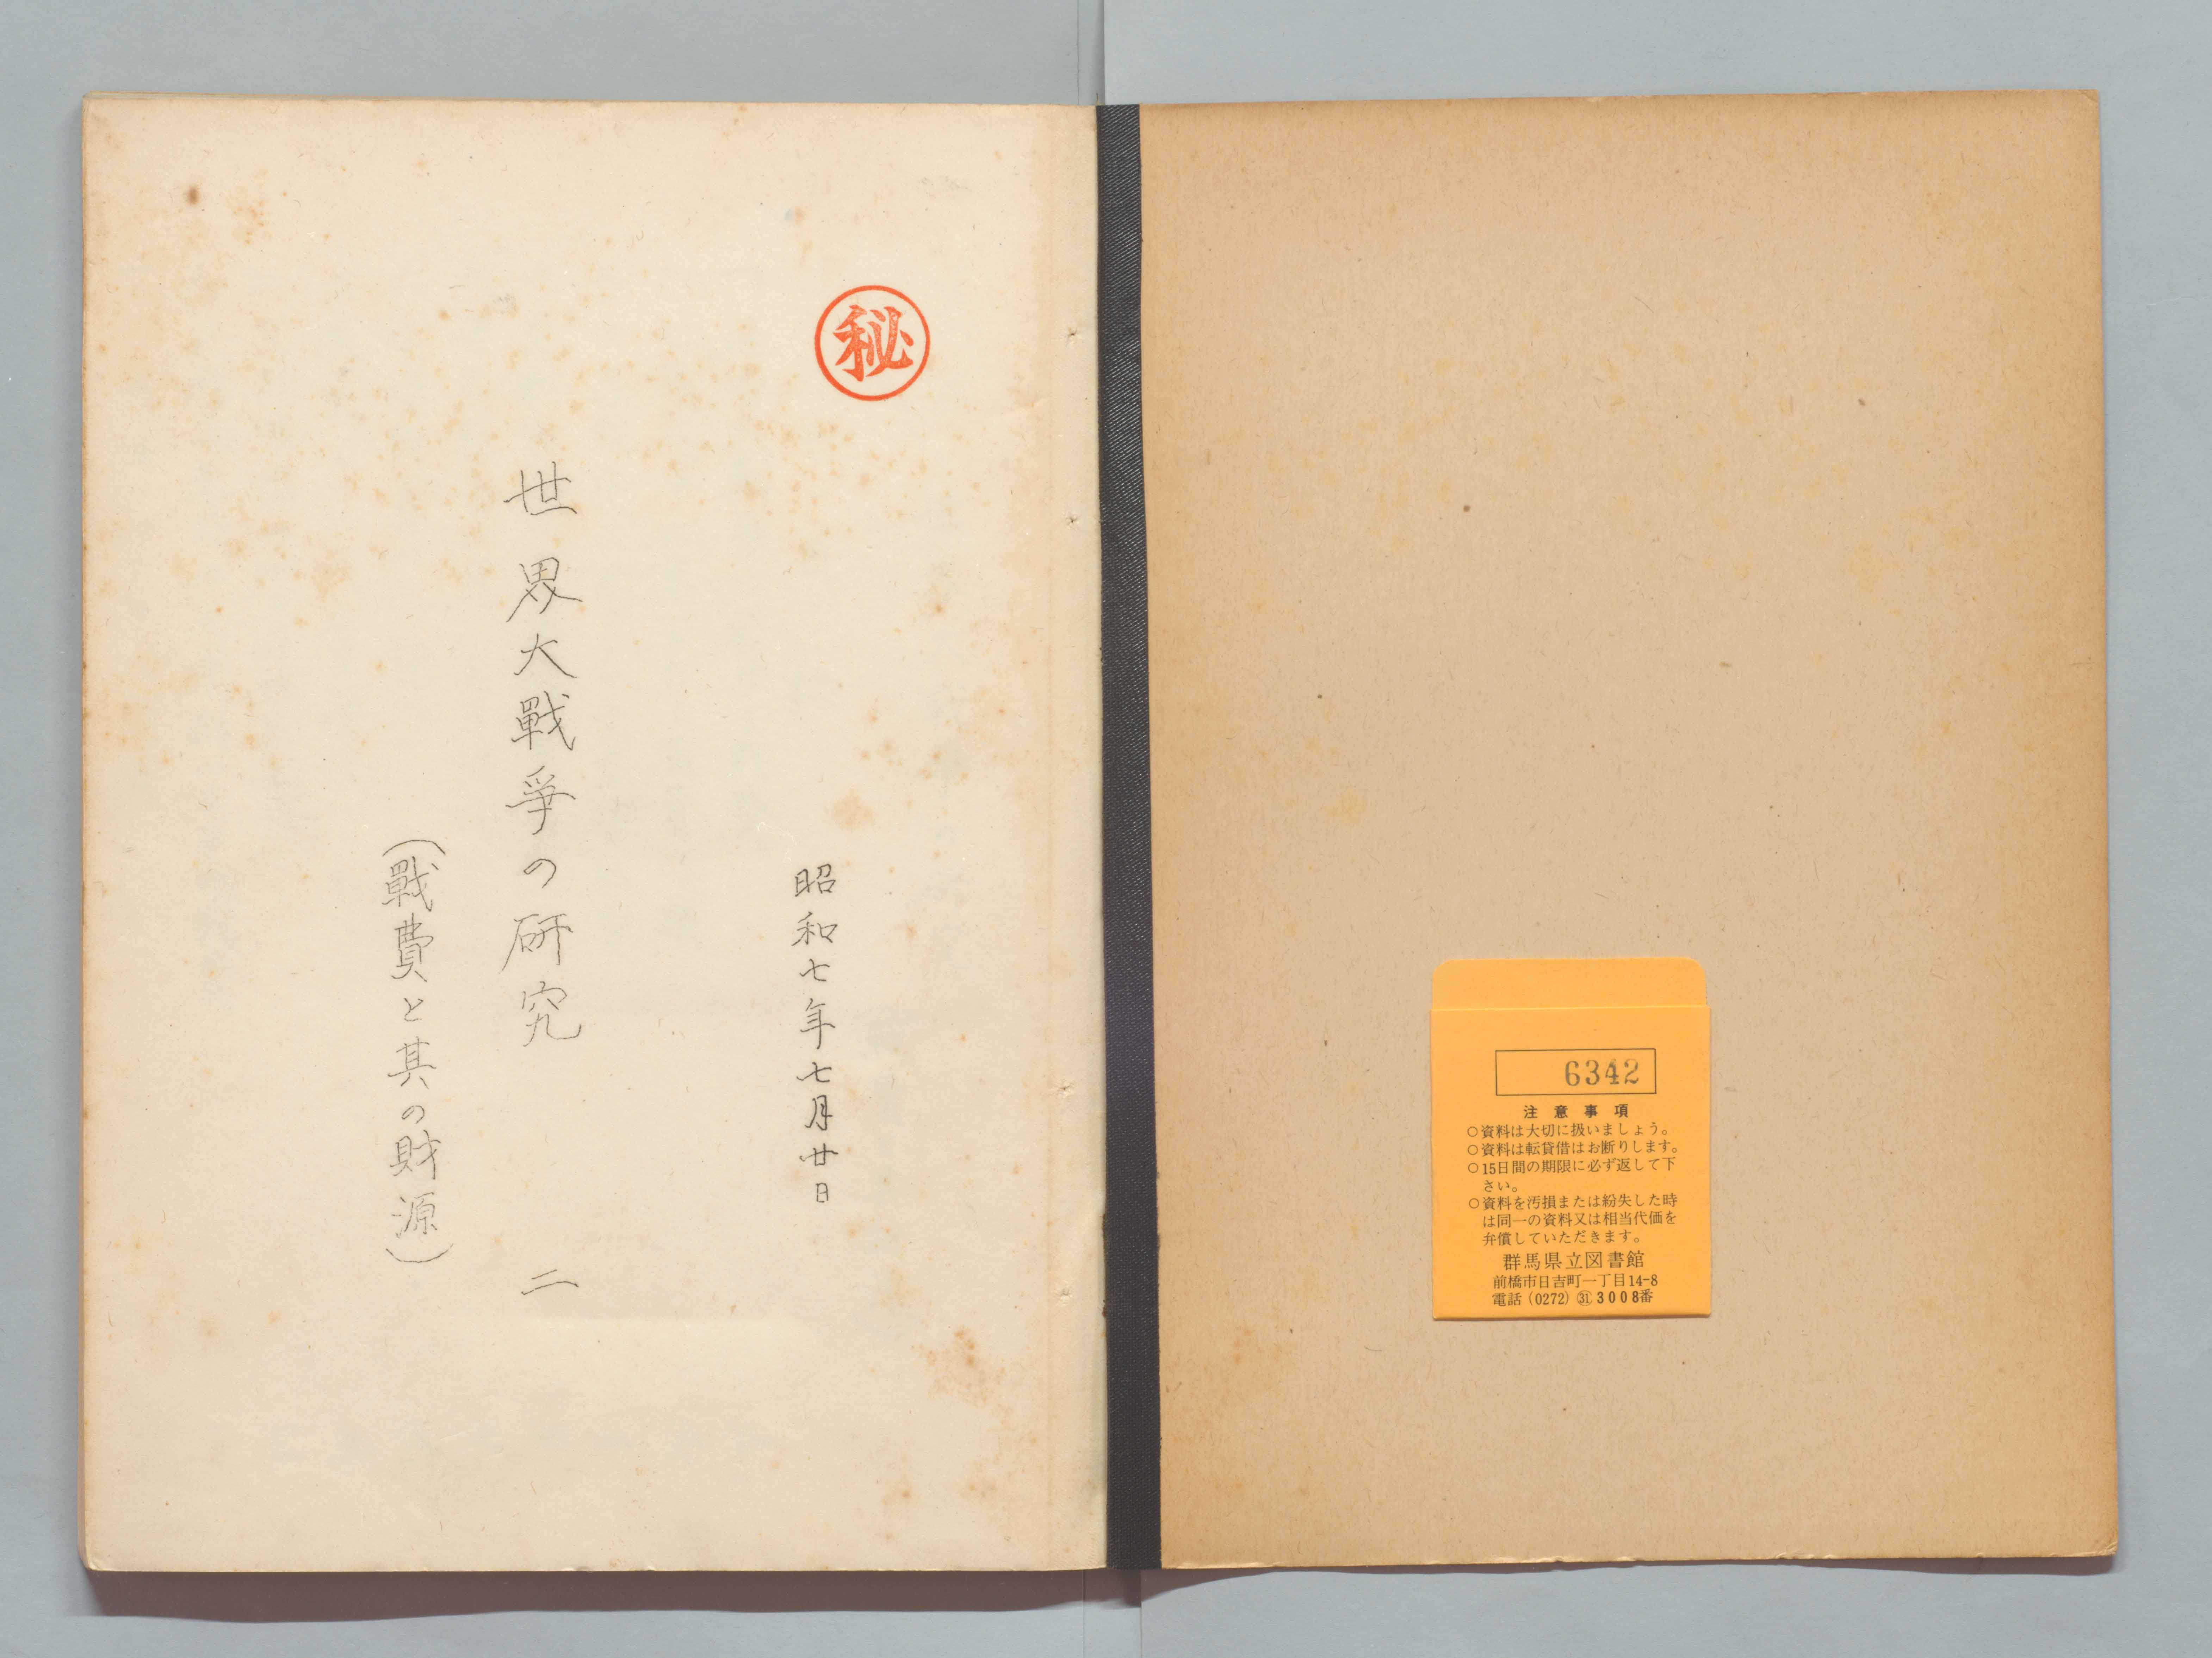 6342
注意事項
○資料は大切に扱いましょう。
○資料は転貸借はお断りします。
○15日間の期限に必ず返して下
さい。
○資料を汚損または紛失した時
は同一の資料又は相当代価を
弁償していただきます。
群馬県立図書館
前橋市日吉町一丁目14-8
電話(0272)㉛3008番
㊙
昭和七年七月廿日
世界大戰爭の研究 二
(戰費と其の財源)